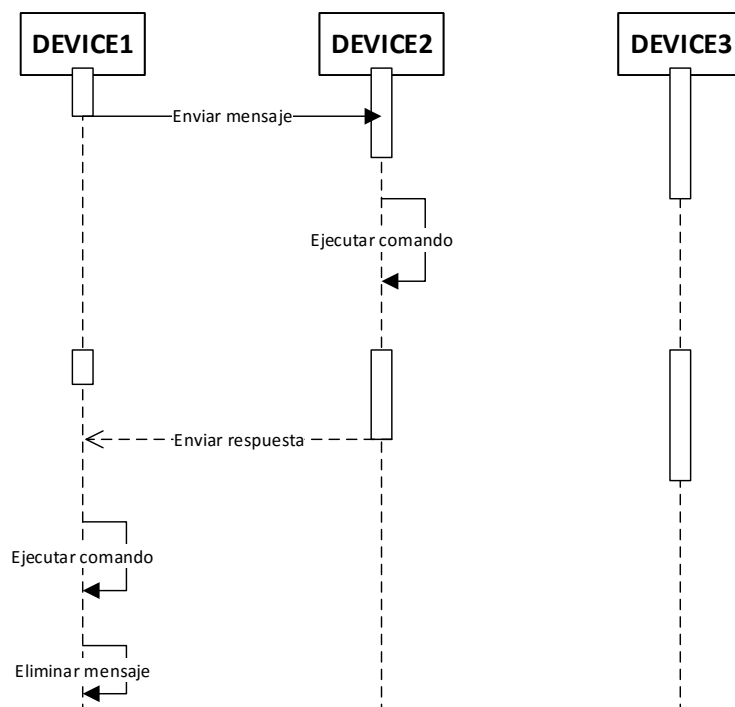 DEVICE1
DEVICE2
DEVICE3
Enviar mensaje
Ejecutar comando
Enviar respuesta
Ejecutar comando
Eliminar mensaje